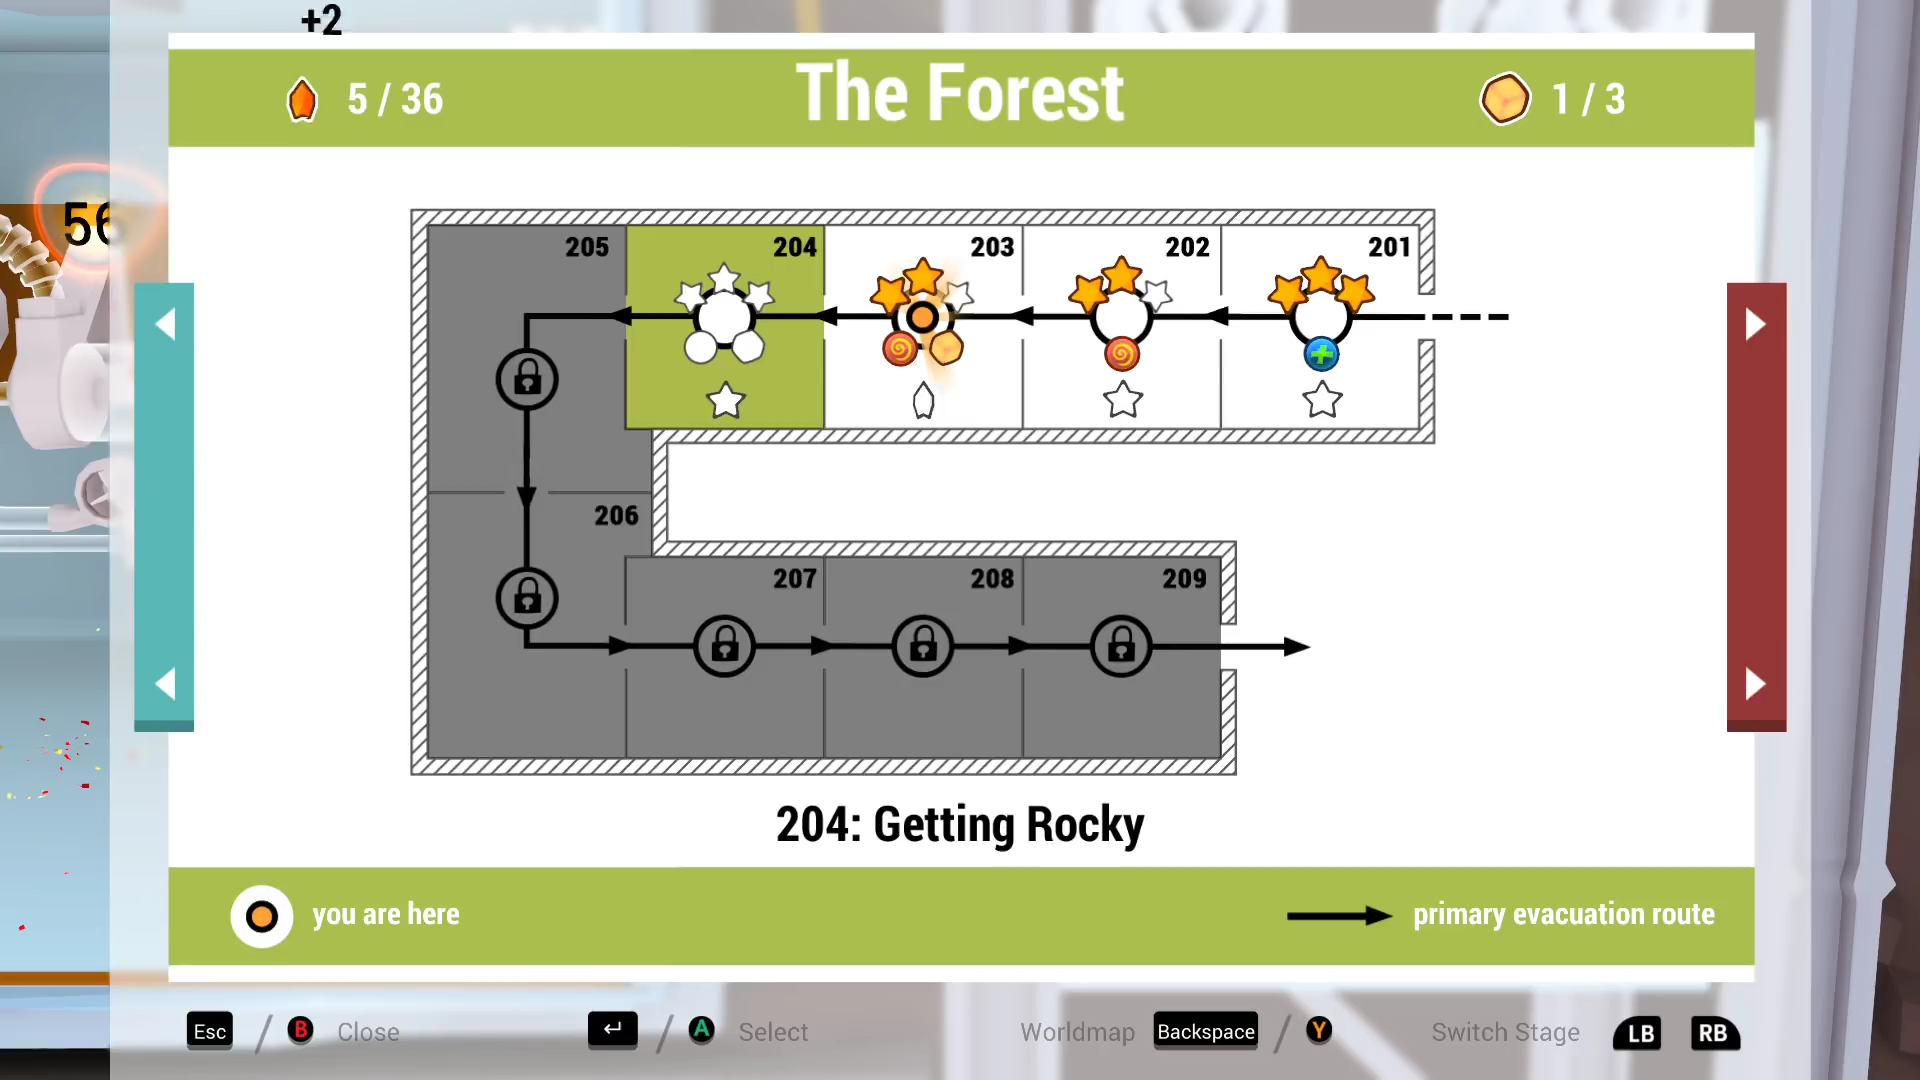 +2
5 / 36
The Forest
1 / 3
56
205
204
203
202
201
206
207
208
209
204: Getting Rocky
you are here
primary evacuation route
Esc / B Close
A Select
Worldmap Backspace / Y
Switch Stage LB RB